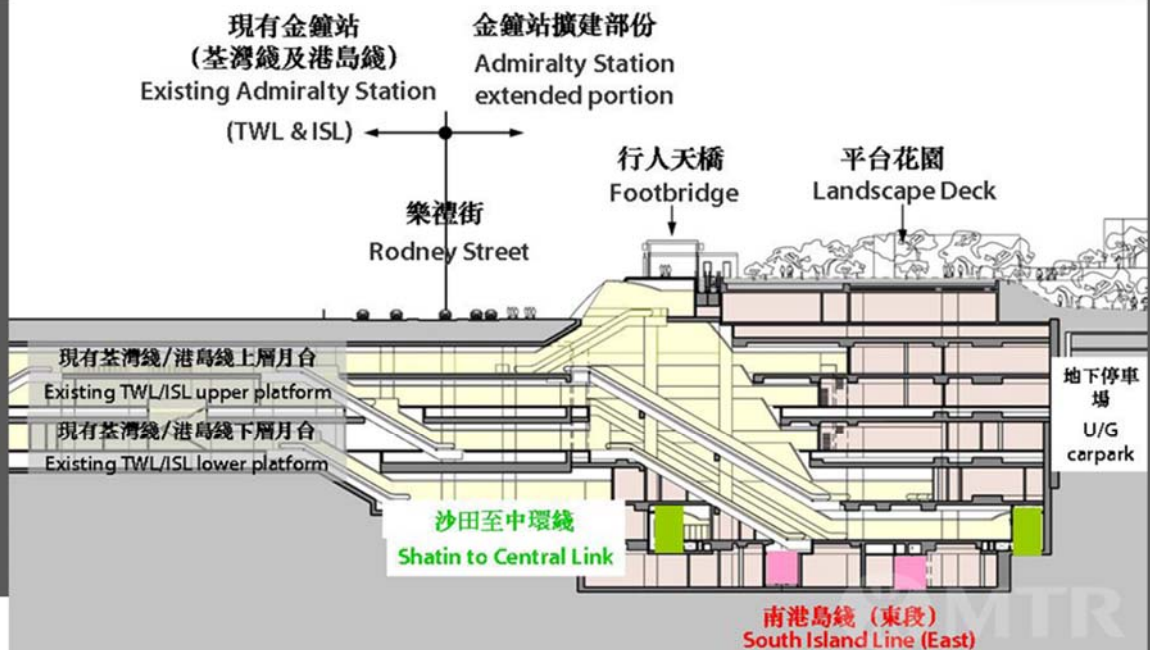 現有金鐘站
(荃灣綫及港島綫)
Existing Admiralty Station
(TWL & ISL)
金鐘站擴建部份
Admiralty Station
extended portion
行人天橋
Footbridge
平台花園
Landscape Deck
樂禮街
Rodney Street
現有荃灣綫/港島綫上層月台
Existing TWL/ISL upper platform
現有荃灣綫/港島綫下層月台
Existing TWL/ISL lower platform
地下停車
場
U/G
carpark
沙田至中環綫
Shatin to Central Link
南港島綫（東段）
South Island Line (East)
MTR